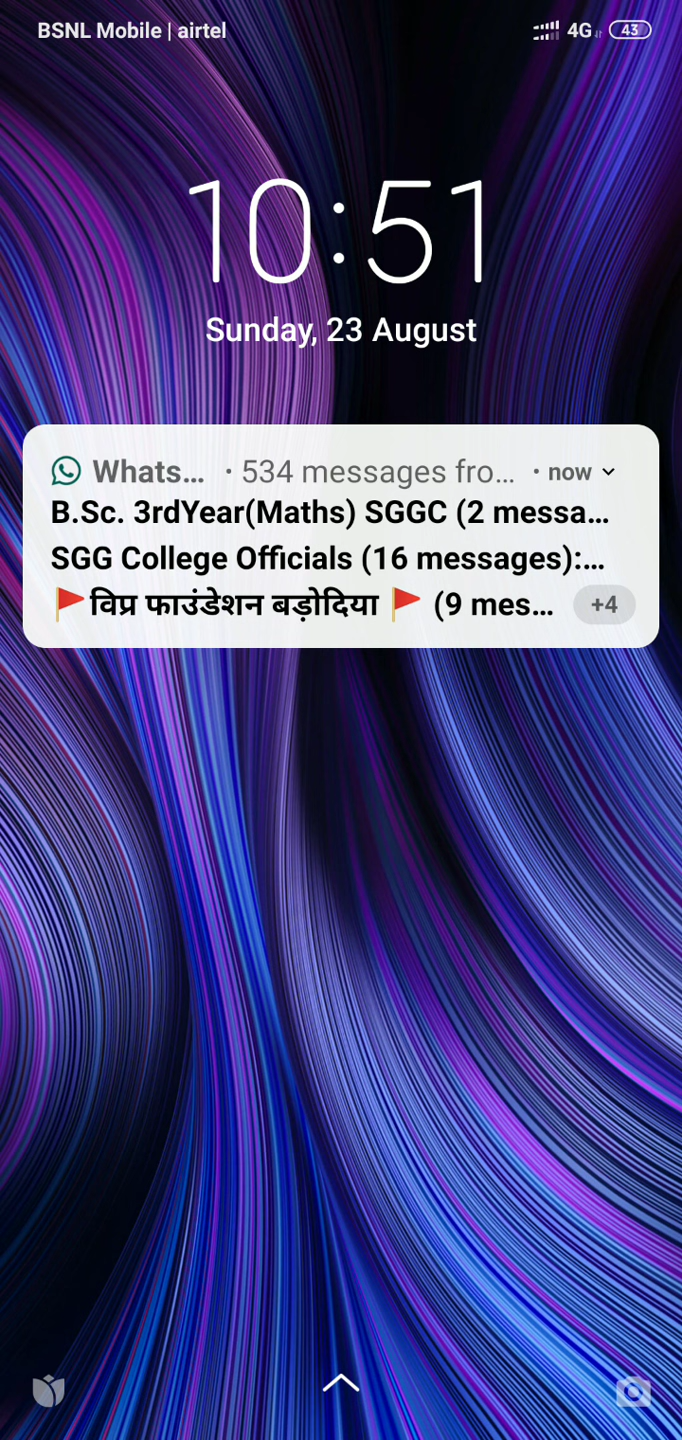 BSNL Mobile | airtel 4G 43
10:51
Sunday, 23 August
Whats… • 534 messages fro… • now
B.Sc. 3rdYear(Maths) SGGC (2 messa…
SGG College Officials (16 messages):…
🚩विप्र फाउंडेशन बड़ोदिया 🚩 (9 mes… +4